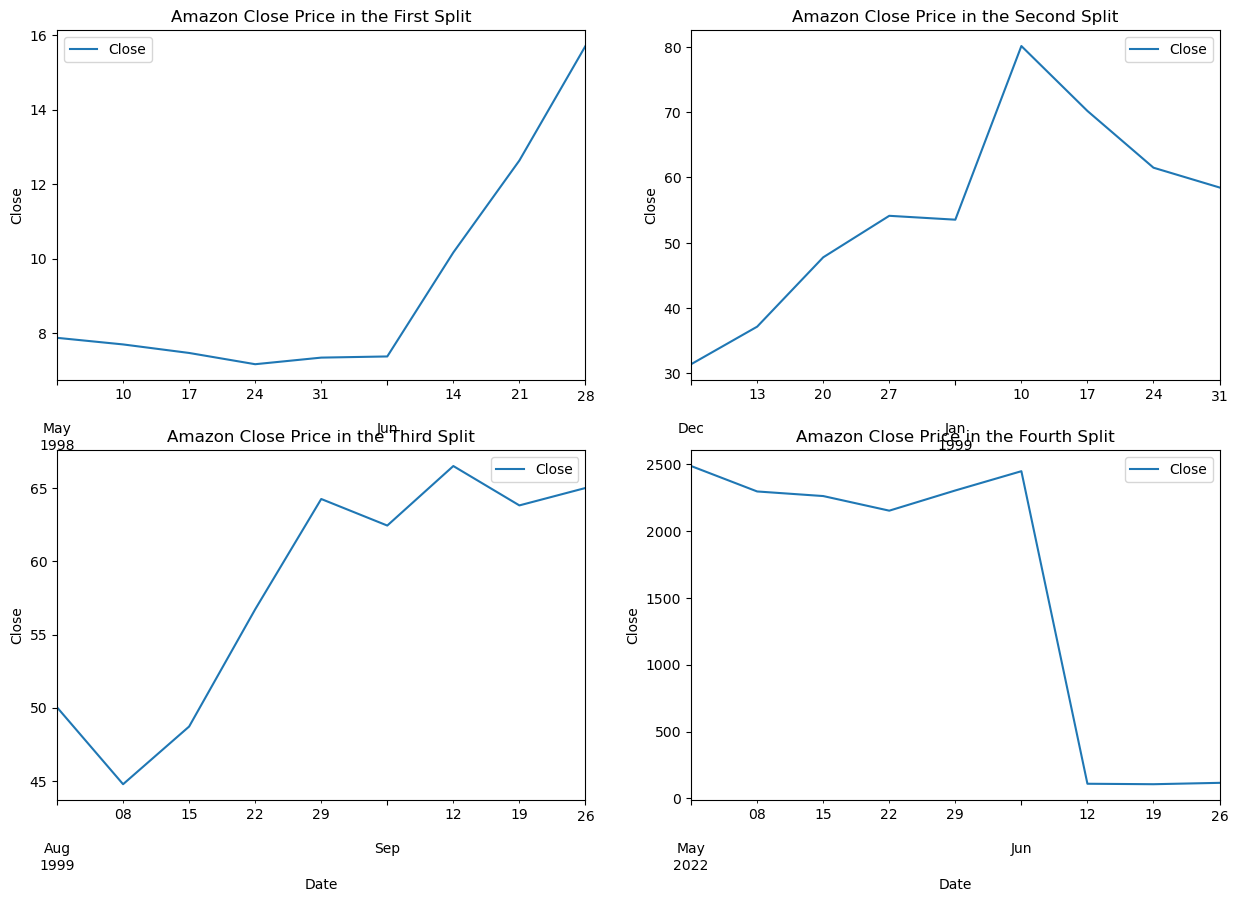 Amazon Close Price in the First Split
Close
16
14
12
10
8
Close
10 17 24 31 14 21 28
May Jun
1998
Amazon Close Price in the Second Split
Close
80
70
60
50
40
30
Close
13 20 27 10 17 24 31
Dec Jan
1999
Amazon Close Price in the Third Split
Close
65
60
55
50
45
Close
08 15 22 29 12 19 26
Aug Sep
1999
Date
Amazon Close Price in the Fourth Split
Close
2500
2000
1500
1000
500
0
Close
08 15 22 29 12 19 26
May Jun
2022
Date